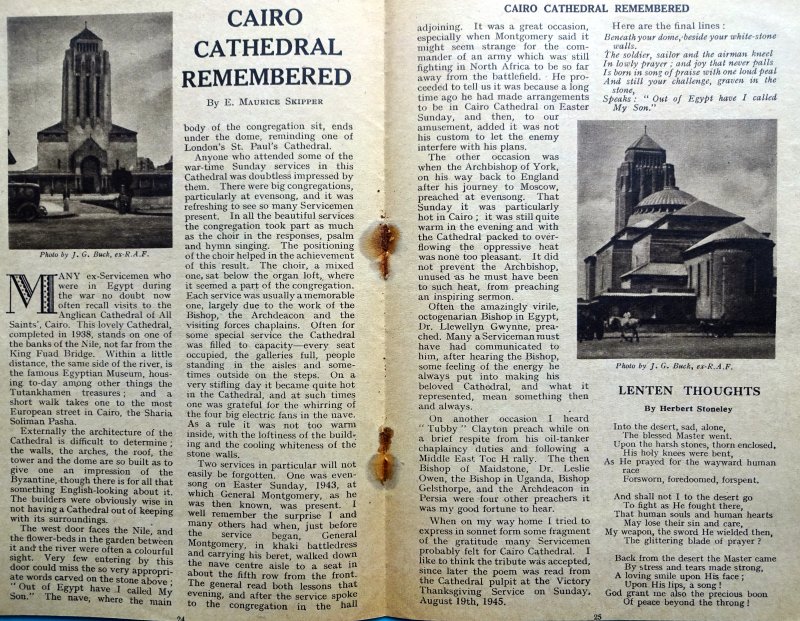 CAIRO
CATHEDRAL
REMEMBERED
By E. MAURICE SKIPPER
Photo by J. G. Buck, ex-R.A.F.
MANY ex-Servicemen who
were in Egypt during
the war no doubt now
often recall visits to the
Anglican Cathedral of All
Saints', Cairo. This lovely Cathedral,
completed in 1938, stands on one of
the banks of the Nile, not far from the
King Fuad Bridge. Within a little
distance, the same side of the river, is
the famous Egyptian Museum, hous-
ing to-day among other things the
Tutankhamen treasures; and a
short walk takes one to the most
European street in Cairo, the Sharia
Soliman Pasha.
Externally the architecture of the
Cathedral is difficult to determine;
the walls, the arches, the roof, the
tower and the dome are so built as to
give one an impression of the
Byzantine, though there is for all that
something English-looking about it.
The builders were obviously wise in
not having a Cathedral out of keeping
with its surroundings.
The west door faces the Nile, and
the flower-beds in the garden between
it and the river were often a colourful
sight. Very few entering by this
door could miss the so very appropri-
ate words carved on the stone above:
"Out of Egypt have I called My
Son." The nave, where the main
body of the congregation sit, ends
under the dome, reminding one of
London's St. Paul's Cathedral.
Anyone who attended some of the
war-time Sunday services in this
Cathedral was doubtless impressed by
them. There were big congregations,
particularly at evensong, and it was
refreshing to see so many Servicemen
present. In all the beautiful services
the congregation took part as much
as the choir in the responses, psalm
and hymn singing. The positioning
of the choir helped in the achievement
of this result. The choir, a mixed
one, sat below the organ loft, where
it seemed a part of the congregation.
Each service was usually a memorable
one, largely due to the work of the
Bishop, the Archdeacon and the
visiting forces chaplains. Often for
some special service the Cathedral
was filled to capacity—every seat
occupied, the galleries full, people
standing in the aisles and some-
times outside on the steps. On a
very stifling day it became quite hot
in the Cathedral, and at such times
one was grateful for the whirring of
the four big electric fans in the nave.
As a rule it was not too warm
inside, with the loftiness of the build-
ing and the cooling whiteness of the
stone walls.
Two services in particular will not
easily be forgotten. One was even-
song on Easter Sunday, 1943, at
which General Montgomery, as he
was then known, was present. I
well remember the surprise I and
many others had when, just before
the service began, General
Montgomery, in khaki battledress
and carrying his beret, walked down
the nave centre aisle to a seat in
about the fifth row from the front.
The general read both lessons that
evening, and after the service spoke
to the congregation in the hall
24
CAIRO CATHEDRAL REMEMBERED
adjoining. It was a great occasion,
especially when Montgomery said it
might seem strange for the com-
mander of an army which was still
fighting in North Africa to be so far
away from the battlefield. He pro-
ceeded to tell us it was because a long
time ago he had made arrangements
to be in Cairo Cathedral on Easter
Sunday, and then, to our
amusement, added it was not
his custom to let the enemy
interfere with his plans.
The other occasion was
when the Archbishop of York,
on his way back to England
after his journey to Moscow,
preached at evensong. That
Sunday it was particularly
hot in Cairo; it was still quite
warm in the evening and with
the Cathedral packed to over-
flowing the oppressive heat
was none too pleasant. It did
not prevent the Archbishop,
unused as he must have been
to such heat, from preaching
an inspiring sermon.
Often the amazingly virile,
octogenarian Bishop in Egypt,
Dr. Llewellyn Gwynne, prea-
ched. Many a Serviceman must
have had communicated to
him, after hearing the Bishop,
some feeling of the energy he
always put into making his
beloved Cathedral, and what it
represented, mean something then
and always.
On another occasion I heard
"Tubby" Clayton preach while on
a brief respite from his oil-tanker
chaplaincy duties and following a
Middle East Toc H rally. The then
Bishop of Maidstone, Dr. Leslie
Owen, the Bishop in Uganda, Bishop
Gelsthorpe, and the Archdeacon in
Persia were four other preachers it
was my good fortune to hear.
When on my way home I tried to
express in sonnet form some fragment
of the gratitude many Servicemen
probably felt for Cairo Cathedral. I
like to think the tribute was accepted,
since later the poem was read from
the Cathedral pulpit at the Victory
Thanksgiving Service on Sunday,
August 19th, 1945.
Here are the final lines:
Beneath your dome, beside your white-stone
walls.
The soldier, sailor and the airman kneel
In lowly prayer; and joy that never palls
Is born in song of praise with one loud peal
And still your challenge, graven in the
stone,
Speaks: "Out of Egypt have I called
My Son."
Photo by J. G. Buck, ex-R.A.F.
LENTEN THOUGHTS
By Herbert Stoneley
Into the desert, sad, alone,
The blessed Master went.
Upon the harsh stones, thorn enclosed,
His holy knees were bent,
As He prayed for the wayward human
race
Forsworn, foredoomed, forspent.
And shall not I to the desert go
To fight as He fought there,
That human souls and human hearts
May lose their sin and care,
My weapon, the sword He wielded then,
The glittering blade of prayer?
Back from the desert the Master came
By stress and tears made strong,
A loving smile upon His face;
Upon His lips, a song!
God grant me also the precious boon
Of peace beyond the throng!
25